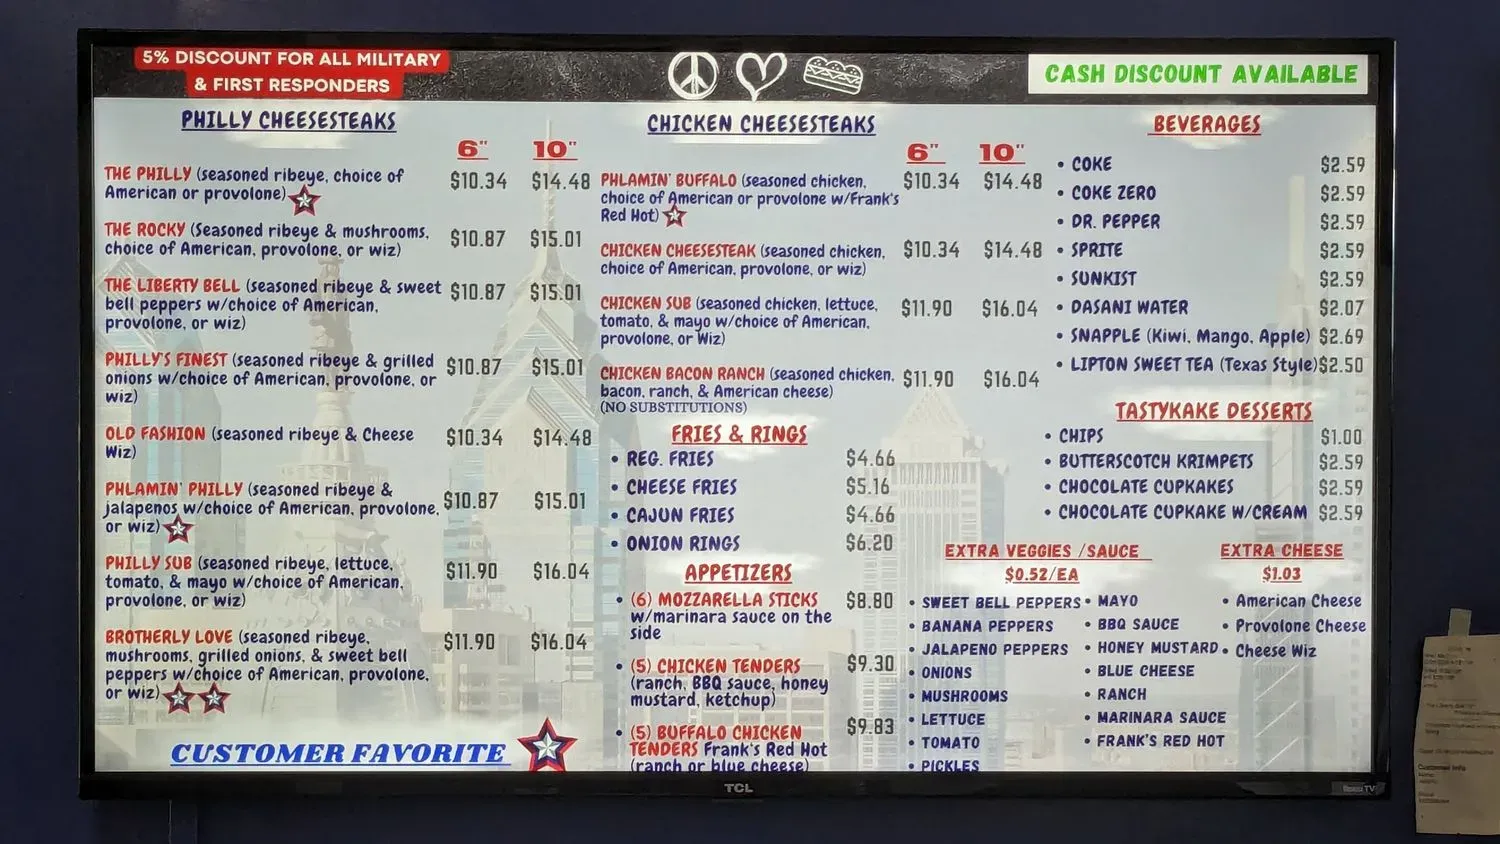 5% DISCOUNT FOR ALL MILITARY
& FIRST RESPONDERS
CASH DISCOUNT AVAILABLE
PHILLY CHEESESTEAKS
6" 10"
THE PHILLY (seasoned ribeye, choice of $10.34 $14.48
American or provolone)
THE ROCKY (Seasoned ribeye & mushrooms, $10.87 $15.01
choice of American, provolone, or wiz)
THE LIBERTY BELL (seasoned ribeye & sweet $10.87 $15.01
bell peppers w/choice of American,
provolone, or wiz)
PHILLY'S FINEST (seasoned ribeye & grilled $10.87 $15.01
onions w/choice of American, provolone, or
wiz)
OLD FASHION (seasoned ribeye & Cheese $10.34 $14.48
Wiz)
PHLAMIN' PHILLY (seasoned ribeye &
jalapenos w/choice of American, provolone, $10.87 $15.01
or wiz)
PHILLY SUB (seasoned ribeye, lettuce, $11.90 $16.04
tomato, & mayo w/choice of American,
provolone, or wiz)
BROTHERLY LOVE (seasoned ribeye, $11.90 $16.04
mushrooms, grilled onions, & sweet bell
peppers w/choice of American, provolone,
or wiz)
CUSTOMER FAVORITE
CHICKEN CHEESESTEAKS
6" 10"
PHLAMIN' BUFFALO (seasoned chicken, $10.34 $14.48
choice of American or provolone w/Frank's
Red Hot)
CHICKEN CHEESESTEAK (seasoned chicken, $10.34 $14.48
choice of American, provolone, or wiz)
CHICKEN SUB (seasoned chicken, lettuce, $11.90 $16.04
tomato, & mayo w/choice of American,
provolone, or Wiz)
CHICKEN BACON RANCH (seasoned chicken, $11.90 $16.04
bacon, ranch, & American cheese)
(NO SUBSTITUTIONS)
FRIES & RINGS
• REG. FRIES $4.66
• CHEESE FRIES $5.16
• CAJUN FRIES $4.66
• ONION RINGS $6.20
APPETIZERS
• (6) MOZZARELLA STICKS $8.80
w/marinara sauce on the
side
• (5) CHICKEN TENDERS $9.30
(ranch, BBQ sauce, honey
mustard, ketchup)
• (5) BUFFALO CHICKEN $9.83
TENDERS Frank's Red Hot
(ranch or blue cheese)
BEVERAGES
• COKE $2.59
• COKE ZERO $2.59
• DR. PEPPER $2.59
• SPRITE $2.59
• SUNKIST $2.59
• DASANI WATER $2.07
• SNAPPLE (Kiwi, Mango, Apple) $2.69
• LIPTON SWEET TEA (Texas Style) $2.50
TASTYKAKE DESSERTS
• CHIPS $1.00
• BUTTERSCOTCH KRIMPETS $2.59
• CHOCOLATE CUPKAKES $2.59
• CHOCOLATE CUPKAKE W/CREAM $2.59
EXTRA VEGGIES /SAUCE
$0.52/EA
• SWEET BELL PEPPERS
• BANANA PEPPERS
• JALAPENO PEPPERS
• ONIONS
• MUSHROOMS
• LETTUCE
• TOMATO
• PICKLES
• MAYO
• BBQ SAUCE
• HONEY MUSTARD
• BLUE CHEESE
• RANCH
• MARINARA SAUCE
• FRANK'S RED HOT
EXTRA CHEESE
$1.03
• American Cheese
• Provolone Cheese
• Cheese Wiz
TCL
Roku TV
Customer Info